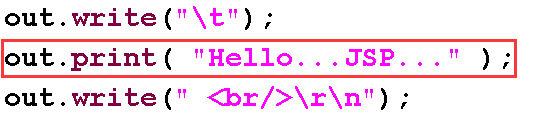 out.write("\t");
out.print( "Hello...JSP..." );
out.write(" <br/>\r\n");